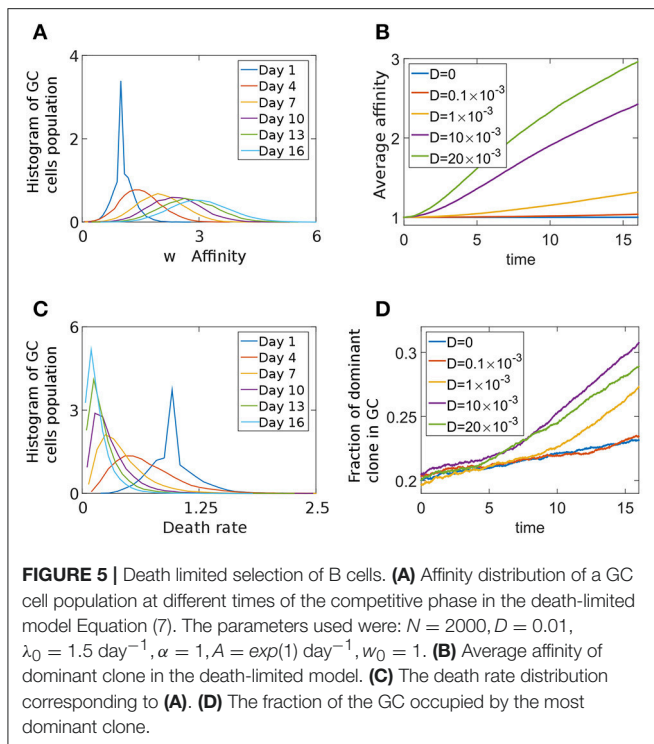 A
Histogram of GC
cells population
4
2
0
0
3
6
w Affinity
Day 1
Day 4
Day 7
Day 10
Day 13
Day 16
B
Average affinity
3
2
1
0
5
10
15
time
D=0
D=0.1×10⁻³
D=1×10⁻³
D=10×10⁻³
D=20×10⁻³
C
Histogram of GC
cells population
6
3
0
0
1.25
2.5
Death rate
Day 1
Day 4
Day 7
Day 10
Day 13
Day 16
D
Fraction of dominant
clone in GC
0.3
0.25
0.2
0
5
10
15
time
D=0
D=0.1×10⁻³
D=1×10⁻³
D=10×10⁻³
D=20×10⁻³
FIGURE 5 | Death limited selection of B cells. (A) Affinity distribution of a GC
cell population at different times of the competitive phase in the death-limited
model Equation (7). The parameters used were: N = 2000, D = 0.01,
λ₀ = 1.5 day⁻¹, α = 1, A = exp(1) day⁻¹, w₀ = 1. (B) Average affinity of
dominant clone in the death-limited model. (C) The death rate distribution
corresponding to (A). (D) The fraction of the GC occupied by the most
dominant clone.